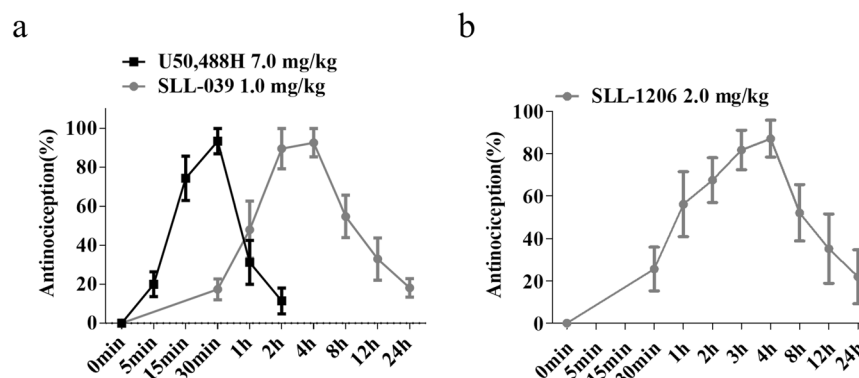 a
U50,488H 7.0 mg/kg
SLL-039 1.0 mg/kg
Antinociception(%)
100
80
60
40
20
0
0min
5min
15min
30min
1h
2h
4h
8h
12h
24h
b
SLL-1206 2.0 mg/kg
Antinociception(%)
100
80
60
40
20
0
0min
5min
15min
30min
1h
2h
3h
4h
8h
12h
24h